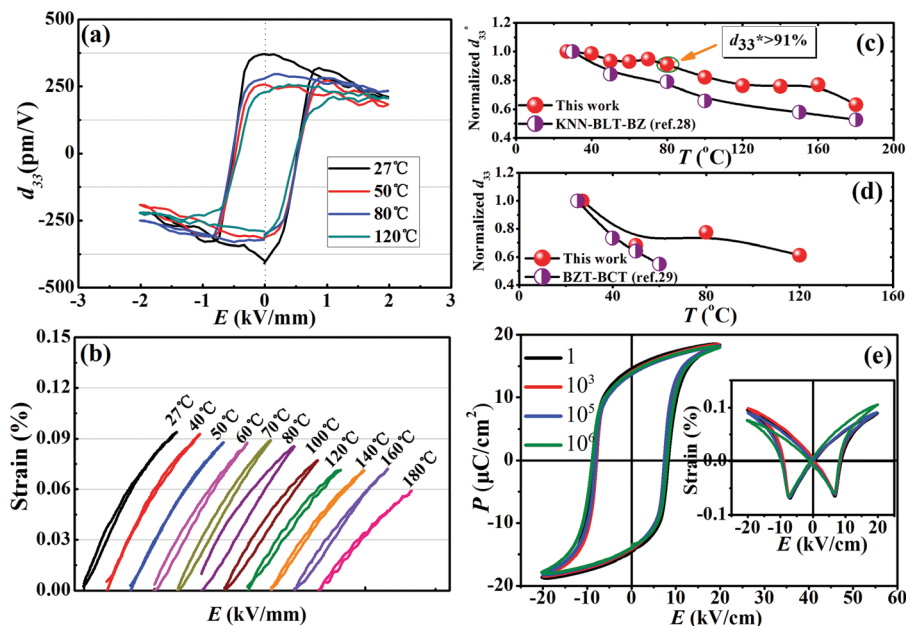 (a)
d33(pm/V)
500
250
0
-250
-500
27℃
50℃
80℃
120℃
-3 -2 -1 0 1 2 3
E (kV/mm)
(b)
Strain (%)
0.15
0.12
0.09
0.06
0.03
0.00
27℃
40℃
50℃
60℃
70℃
80℃
100℃
120℃
140℃
160℃
180℃
E (kV/mm)
(c)
Normalized d33*
1.2
1.0
0.8
0.6
0.4
d33*>91%
This work
KNN-BLT-BZ (ref.28)
0 20 40 60 80 100 120 140 160 180 200
T (°C)
(d)
Normalized d33
1.2
1.0
0.8
0.6
0.4
This work
BZT-BCT (ref.29)
0 40 80 120 160
T (°C)
(e)
P (μC/cm²)
20
10
0
-10
-20
1
10³
10⁵
10⁶
-20 -10 0 10 20 30 40 50 60
E (kV/cm)
Strain (%)
0.1
0.0
-0.1
-20 -10 0 10 20
E (kV/cm)